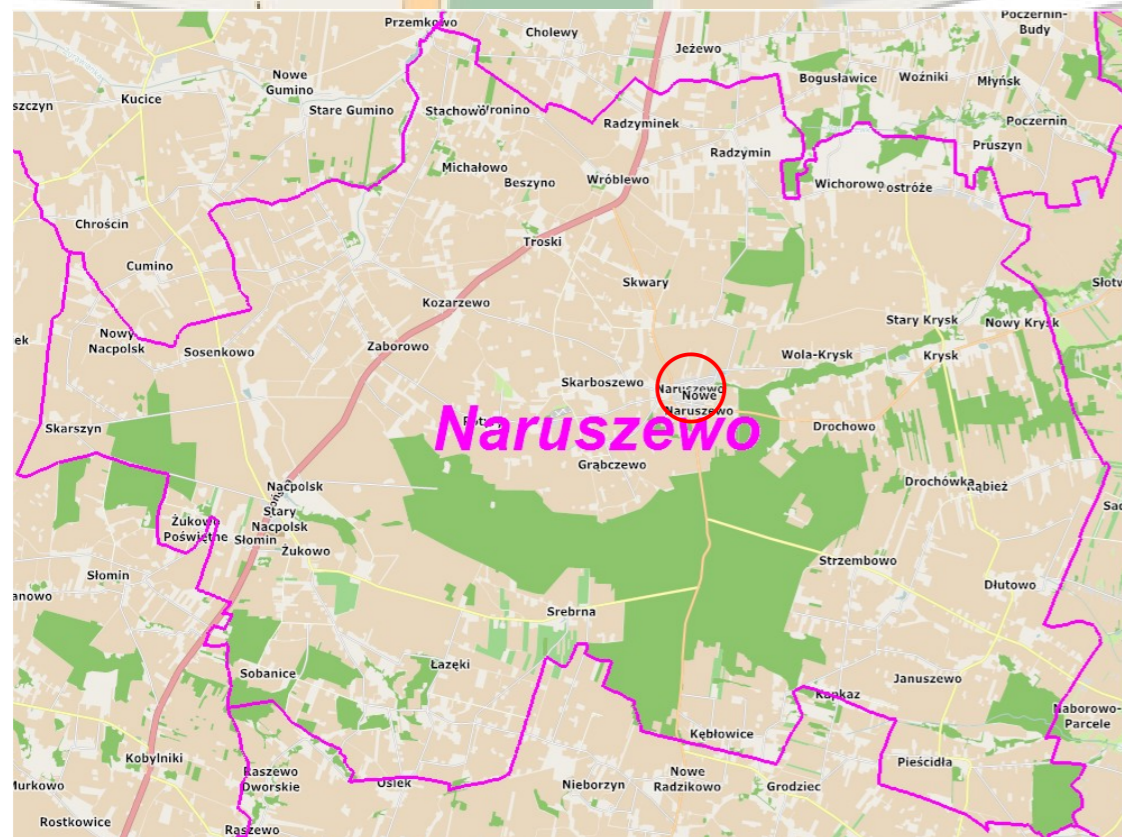 Przemkowo
Cholewy
Poczernin-
Budy
Jeżewo
Nowe
Gumino
Bogusławice
Woźniki
Młyńsk
Kucice
Stare Gumino
Radzyminek
Poczernin
Radzymin
Pruszyn
Michałowo
Beszyno
Wróblewo
Wichorowo
Chrościn
Troski
Cumino
Skwary
Kozarzewo
Stary Krysk
Nowy Krysk
Nowy
Nacpolsk
Sosenkowo
Zaborowo
Wola-Krysk
Krysk
Skarboszewo
Naruszewo
Nowe
Naruszewo
Skarszyn
Naruszewo
Drochowo
Grąbczewo
Drochówka
Nacpolsk
Stary
Nacpolsk
Żukowo
Poświętne
Słomin
Żukowo
Strzembowo
Słomin
Dłutowo
Srebrna
Łazęki
Sobanice
Januszewo
Naborowo-
Parcele
Kębłowice
Kobylniki
Pieścidła
Raszewo
Dworskie
Osiek
Nieborzyn
Nowe
Radzikowo
Grodziec
Rostkowice